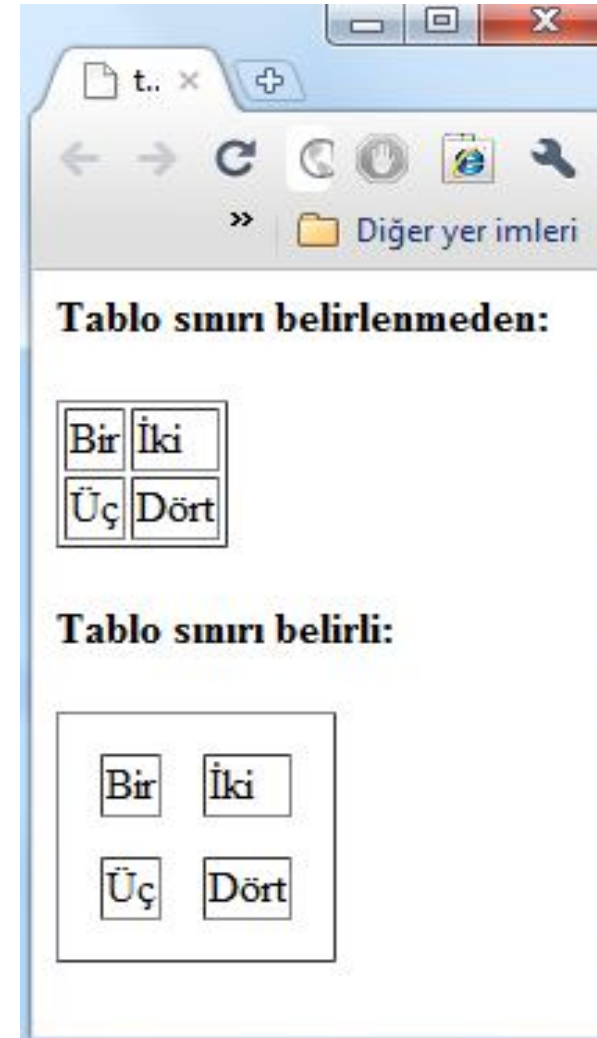 t..
»
Diğer yer imleri
Tablo sınırı belirlenmeden:
Bir İki
Üç Dört
Tablo sınırı belirli:
Bir İki
Üç Dört